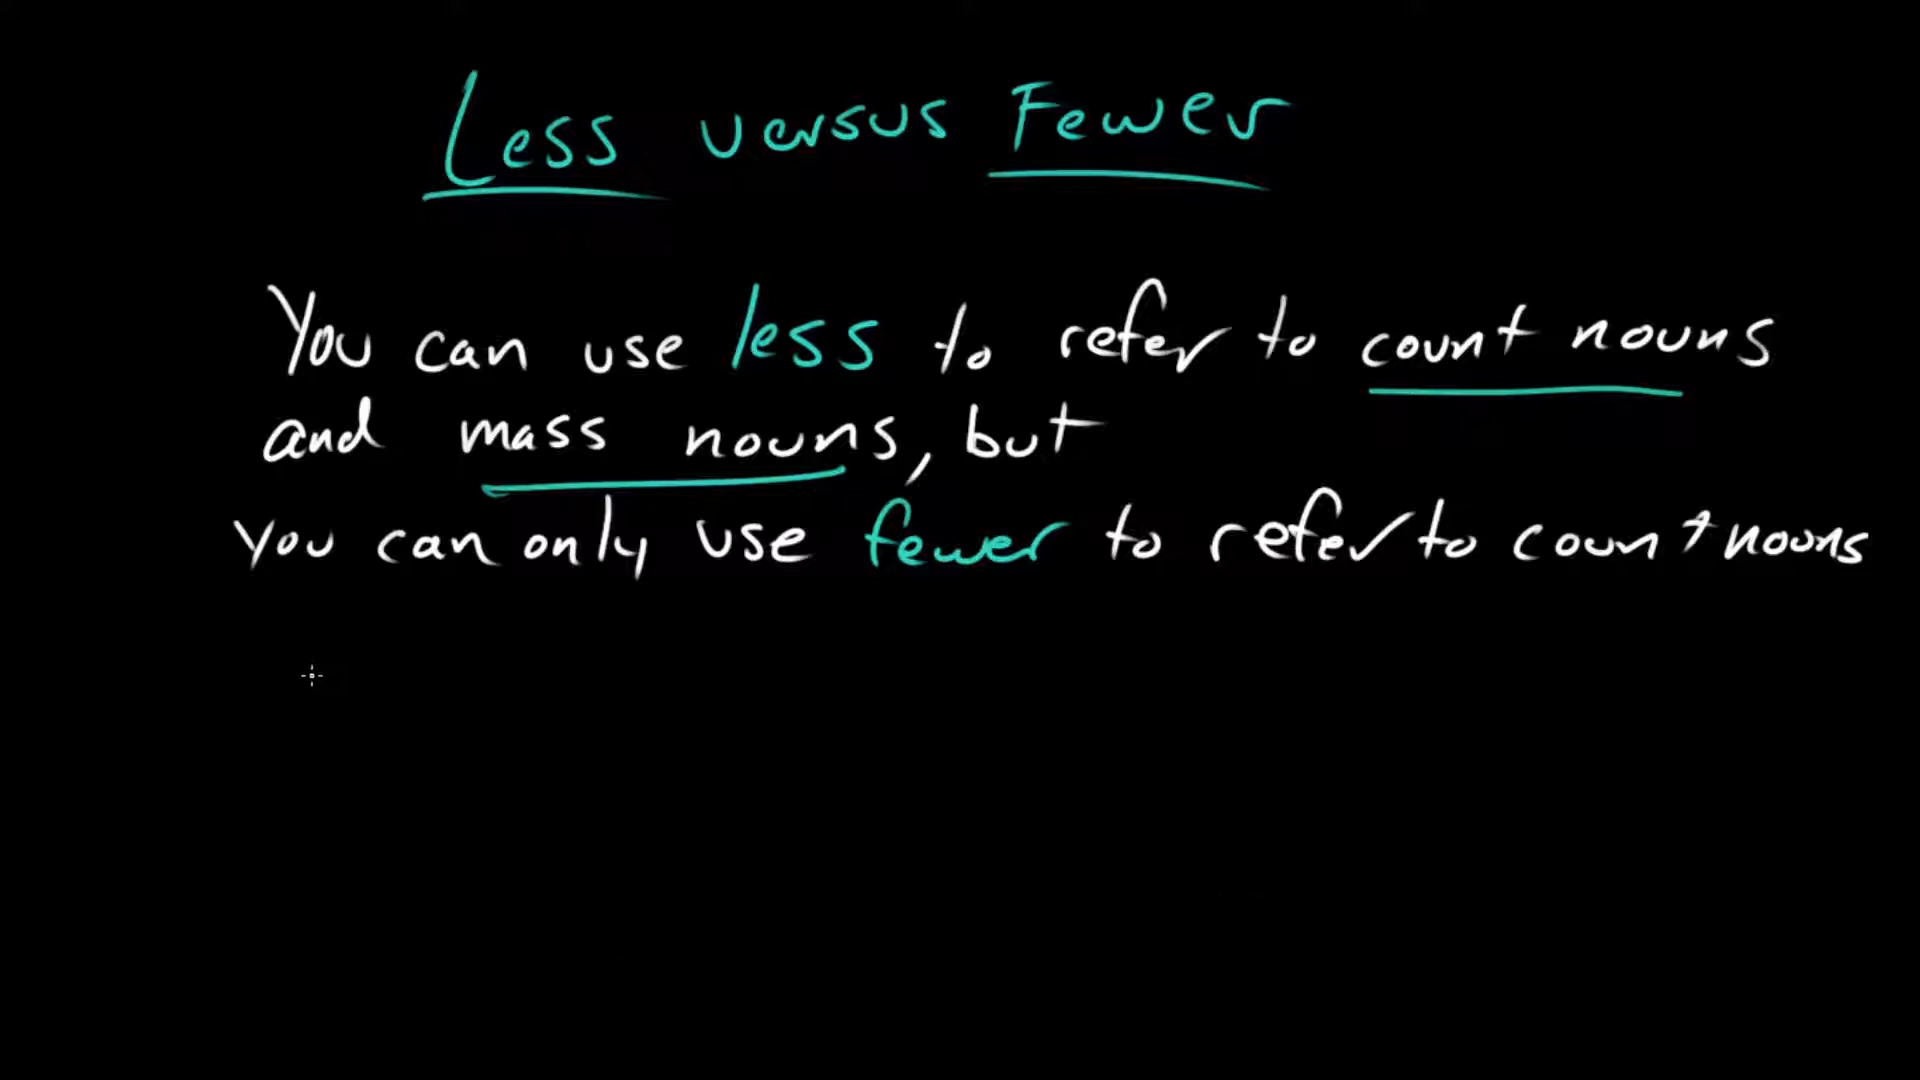 Less versus Fewer
You can use less to refer to count nouns
and mass nouns, but
you can only use fewer to refer to count nouns